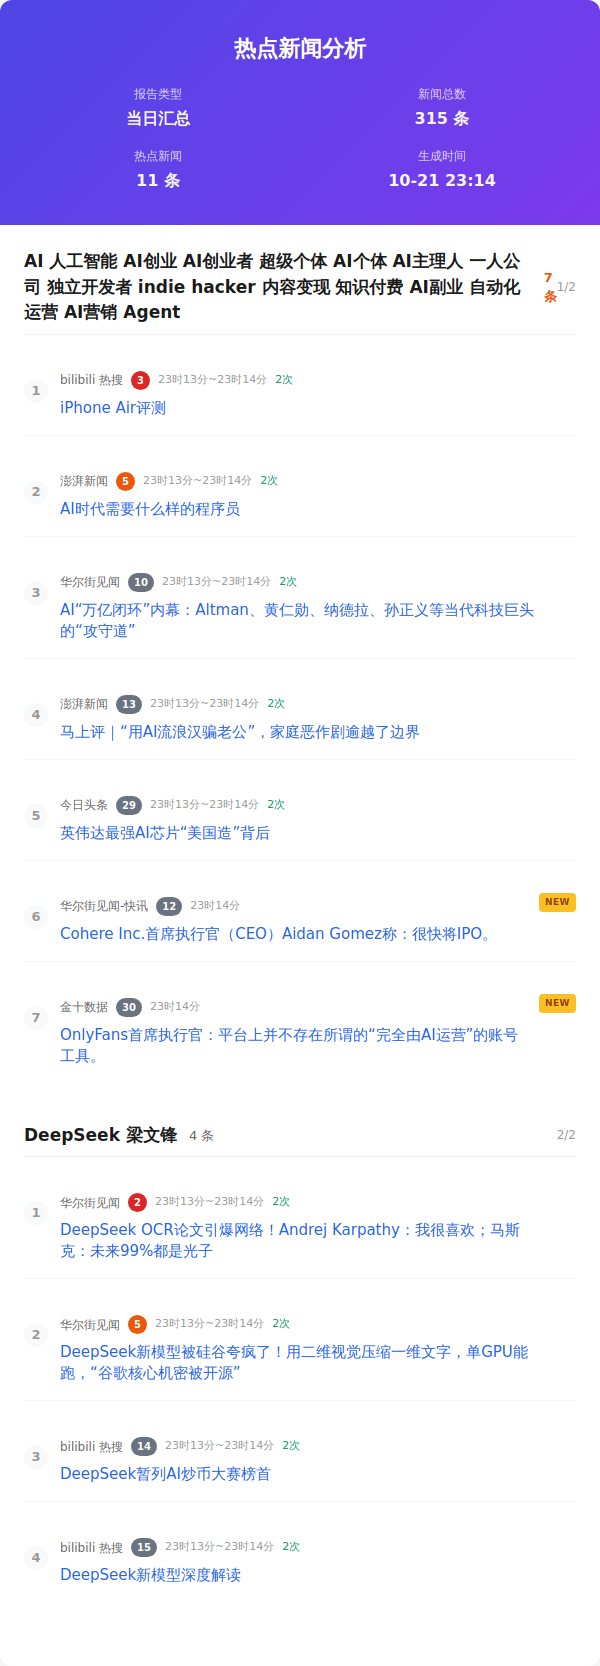 热点新闻分析
报告类型
新闻总数
当日汇总
315 条
热点新闻
生成时间
11 条
10-21 23:14
AI 人工智能 AI创业 AI创业者 超级个体 AI个体 AI主理人 一人公
司 独立开发者 indie hacker 内容变现 知识付费 AI副业 自动化
运营 AI营销 Agent
7
条
1/2
1
bilibili 热搜 3 23时13分~23时14分 2次
iPhone Air评测
2
澎湃新闻 5 23时13分~23时14分 2次
AI时代需要什么样的程序员
3
华尔街见闻 10 23时13分~23时14分 2次
AI“万亿闭环”内幕：Altman、黄仁勋、纳德拉、孙正义等当代科技巨头
的“攻守道”
4
澎湃新闻 13 23时13分~23时14分 2次
马上评｜“用AI流浪汉骗老公”，家庭恶作剧逾越了边界
5
今日头条 29 23时13分~23时14分 2次
英伟达最强AI芯片“美国造”背后
6
华尔街见闻-快讯 12 23时14分
NEW
Cohere Inc.首席执行官（CEO）Aidan Gomez称：很快将IPO。
7
金十数据 30 23时14分
NEW
OnlyFans首席执行官：平台上并不存在所谓的“完全由AI运营”的账号
工具。
DeepSeek 梁文锋 4 条
2/2
1
华尔街见闻 2 23时13分~23时14分 2次
DeepSeek OCR论文引爆网络！Andrej Karpathy：我很喜欢；马斯
克：未来99%都是光子
2
华尔街见闻 5 23时13分~23时14分 2次
DeepSeek新模型被硅谷夸疯了！用二维视觉压缩一维文字，单GPU能
跑，“谷歌核心机密被开源”
3
bilibili 热搜 14 23时13分~23时14分 2次
DeepSeek暂列AI炒币大赛榜首
4
bilibili 热搜 15 23时13分~23时14分 2次
DeepSeek新模型深度解读